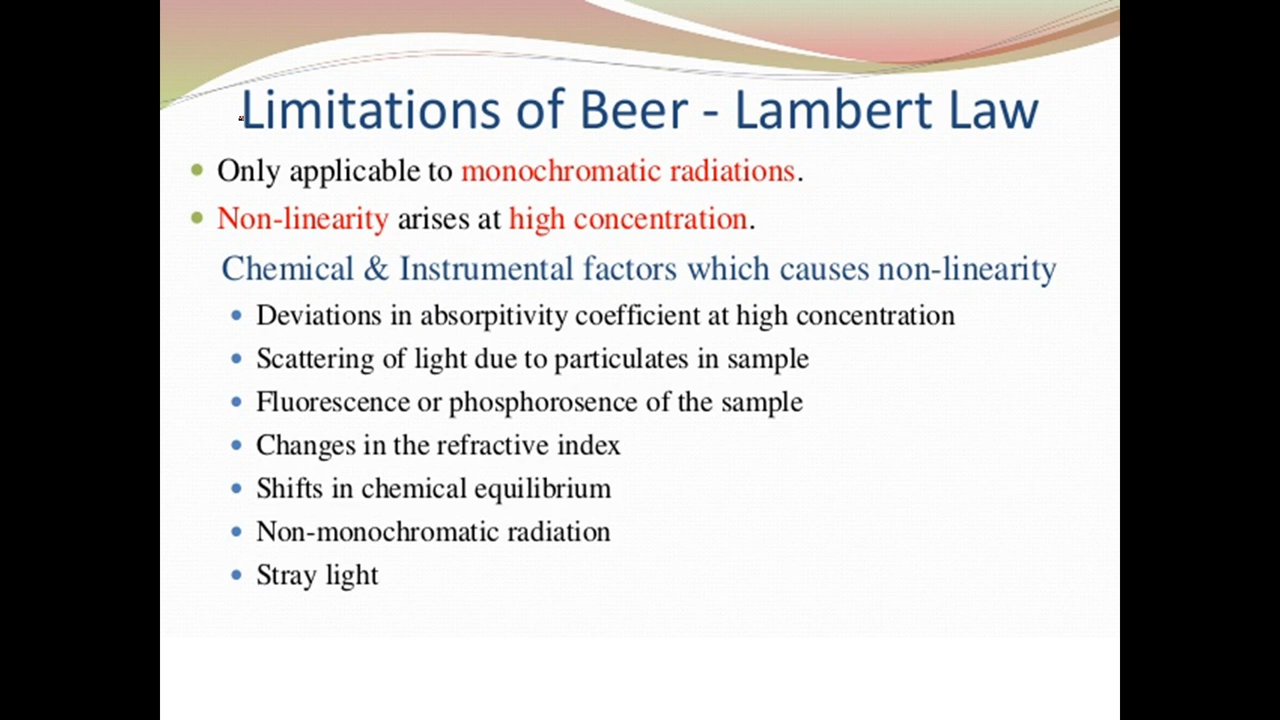 Limitations of Beer - Lambert Law
• Only applicable to monochromatic radiations.
• Non-linearity arises at high concentration.
Chemical & Instrumental factors which causes non-linearity
• Deviations in absorpitivity coefficient at high concentration
• Scattering of light due to particulates in sample
• Fluorescence or phosphorosence of the sample
• Changes in the refractive index
• Shifts in chemical equilibrium
• Non-monochromatic radiation
• Stray light